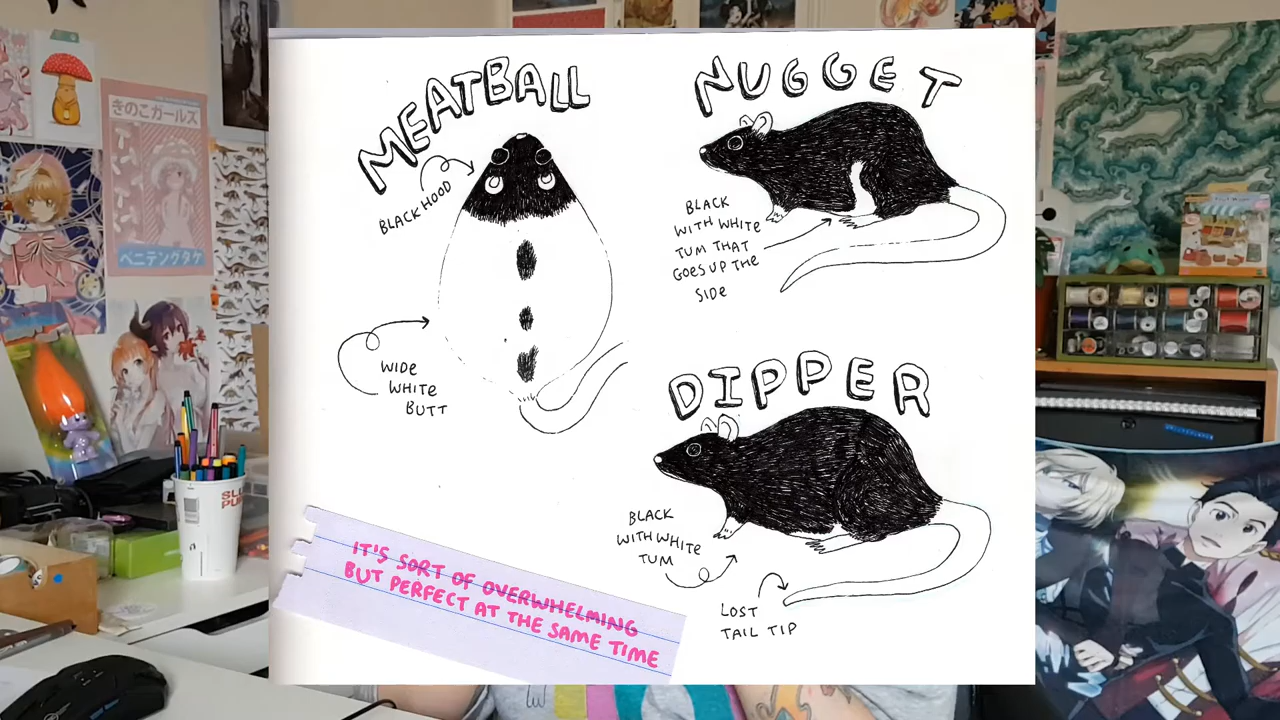 MEATBALL
BLACK HOOD
WIDE
WHITE
BUTT
NUGGET
BLACK
WITH WHITE
TUM THAT
GOES UP THE
SIDE
DIPPER
BLACK
WITH WHITE
TUM
LOST
TAIL TIP
IT'S SORT OF OVERWHELMING
BUT PERFECT AT THE SAME TIME
きのこガールズ
ベニテングタケ